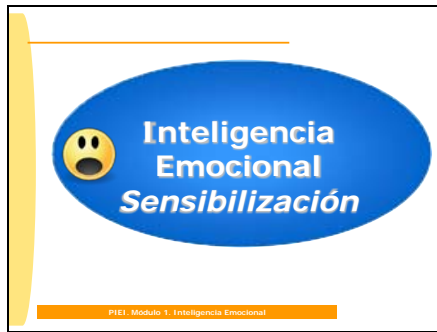 Inteligencia
Emocional
Sensibilización
PIEI. Módulo 1. Inteligencia Emocional